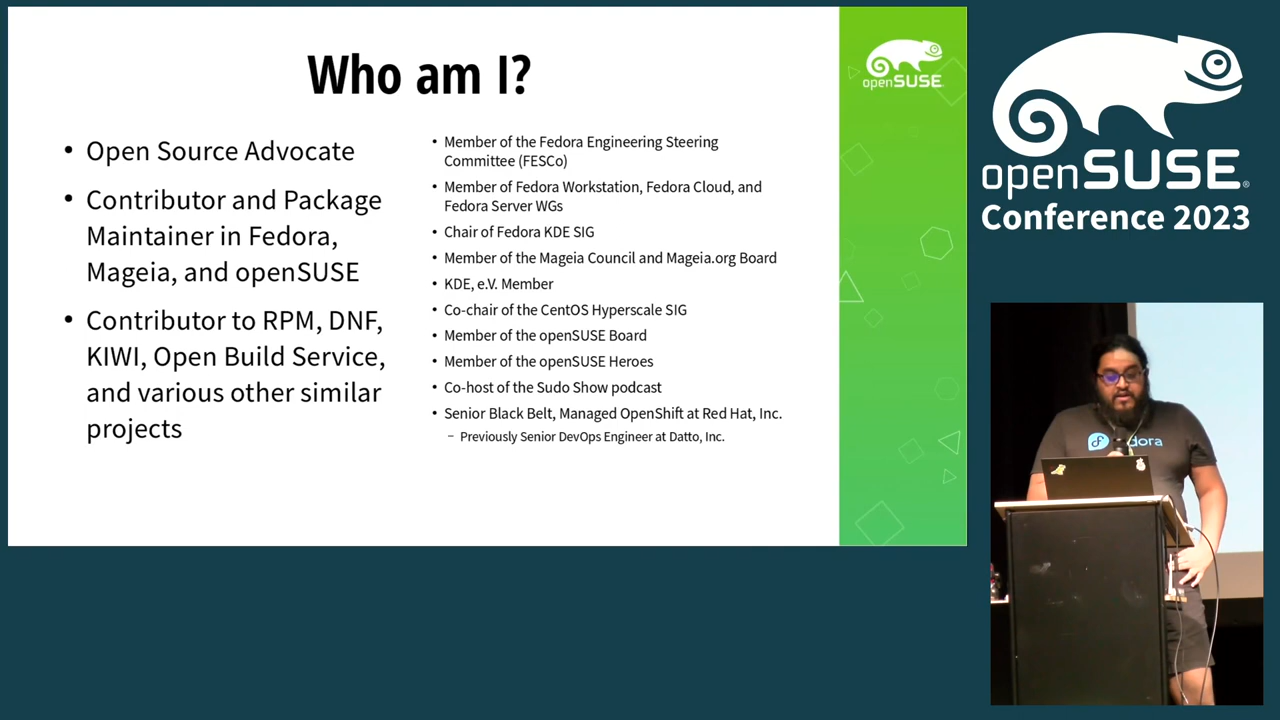 Who am I?
• Open Source Advocate
• Contributor and Package
Maintainer in Fedora,
Mageia, and openSUSE
• Contributor to RPM, DNF,
KIWI, Open Build Service,
and various other similar
projects
• Member of the Fedora Engineering Steering
Committee (FESCo)
• Member of Fedora Workstation, Fedora Cloud, and
Fedora Server WGs
• Chair of Fedora KDE SIG
• Member of the Mageia Council and Mageia.org Board
• KDE, e.V. Member
• Co-chair of the CentOS Hyperscale SIG
• Member of the openSUSE Board
• Member of the openSUSE Heroes
• Co-host of the Sudo Show podcast
• Senior Black Belt, Managed OpenShift at Red Hat, Inc.
– Previously Senior DevOps Engineer at Datto, Inc.
openSUSE
openSUSE®
Conference 2023
dora